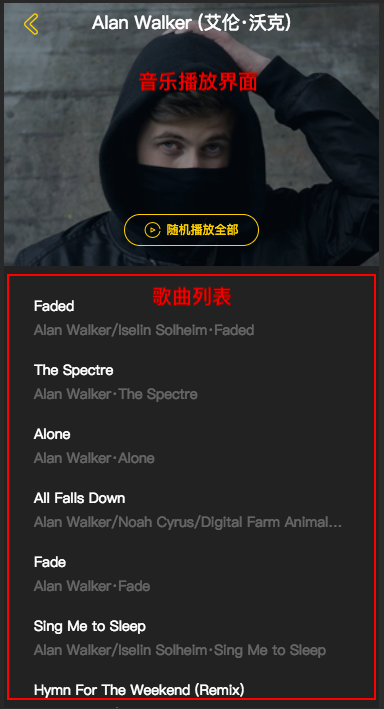 Alan Walker (艾伦·沃克)
音乐播放界面
随机播放全部
歌曲列表
Faded
Alan Walker/Iselin Solheim·Faded
The Spectre
Alan Walker·The Spectre
Alone
Alan Walker·Alone
All Falls Down
Alan Walker/Noah Cyrus/Digital Farm Animal...
Fade
Alan Walker·Fade
Sing Me to Sleep
Alan Walker/Iselin Solheim·Sing Me to Sleep
Hymn For The Weekend (Remix)